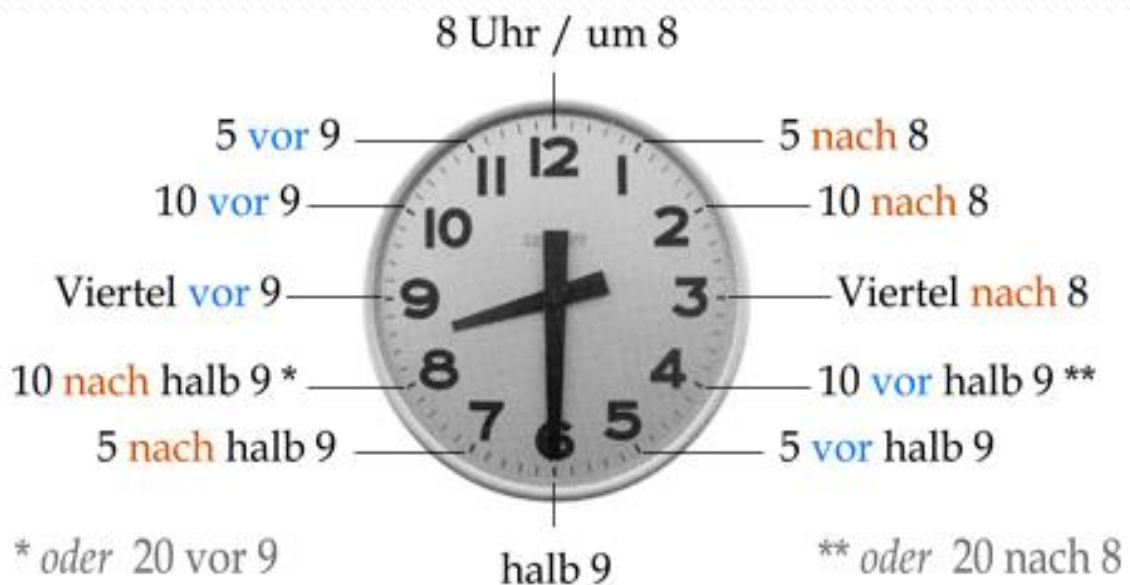 8 Uhr / um 8
5 vor 9
5 nach 8
10 vor 9
10 nach 8
Viertel vor 9
Viertel nach 8
10 nach halb 9 *
10 vor halb 9 **
5 nach halb 9
5 vor halb 9
halb 9
* oder 20 vor 9
** oder 20 nach 8
12
1
2
3
4
5
6
7
8
9
10
11